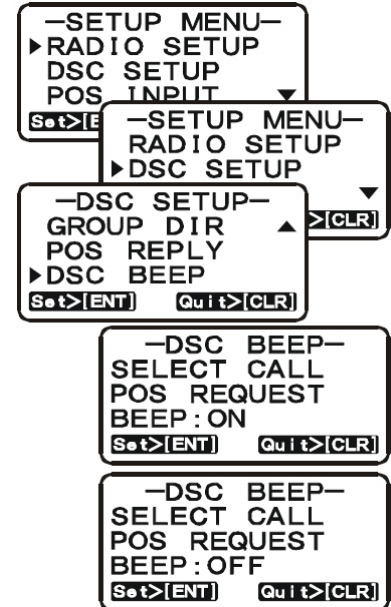 —SETUP MENU—
▶RADIO SETUP
DSC SETUP
POS INPUT ▼
Set>[E
—SETUP MENU—
RADIO SETUP
▶DSC SETUP
▼
>[CLR]
—DSC SETUP—
GROUP DIR ▲
POS REPLY
▶DSC BEEP
Set>[ENT] Quit>[CLR]
—DSC BEEP—
SELECT CALL
POS REQUEST
BEEP:ON
Set>[ENT] Quit>[CLR]
—DSC BEEP—
SELECT CALL
POS REQUEST
BEEP:OFF
Set>[ENT] Quit>[CLR]